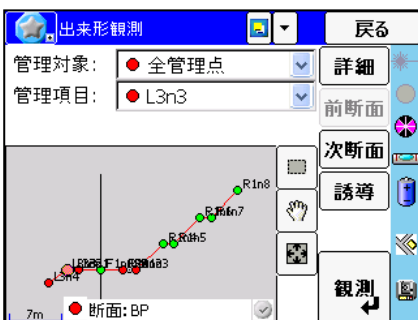 出来形観測
戻る
管理対象: 全管理点
詳細
管理項目: L3n3
前断面
次断面
R1n8
誘導
L3n4
7m
断面:BP
観測